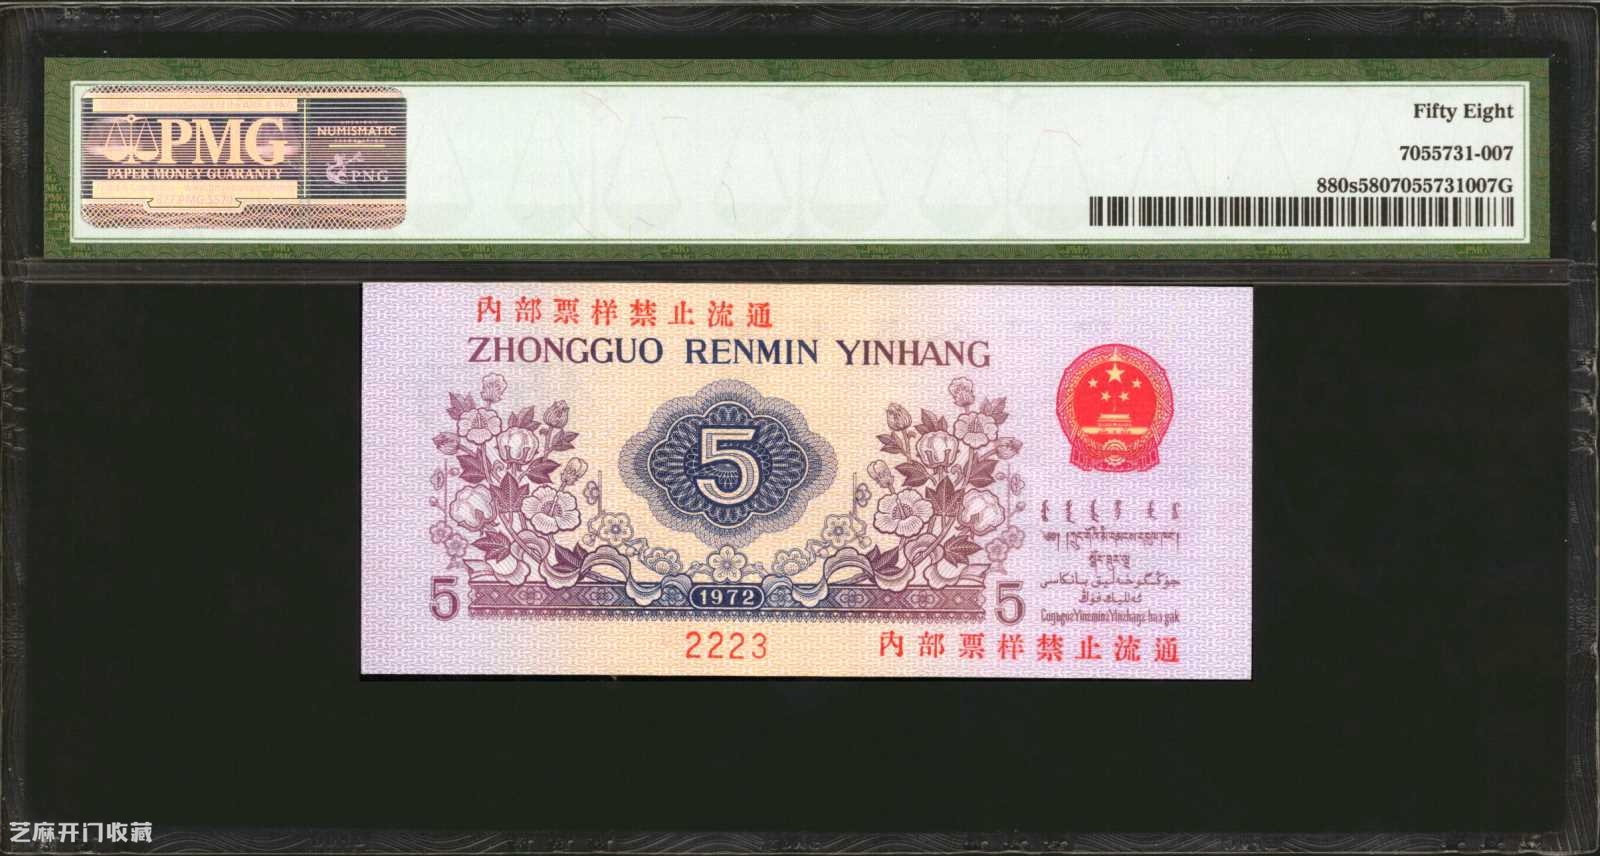 PMG
PAPER MONEY GUARANTY
NUMISMATIC
PNG
Fifty Eight
7055731-007
880s5807055731007G
内部票样禁止流通
ZHONGGUO RENMIN YINHANG
5
5
1972
5
2223
内部票样禁止流通
芝麻开门收藏